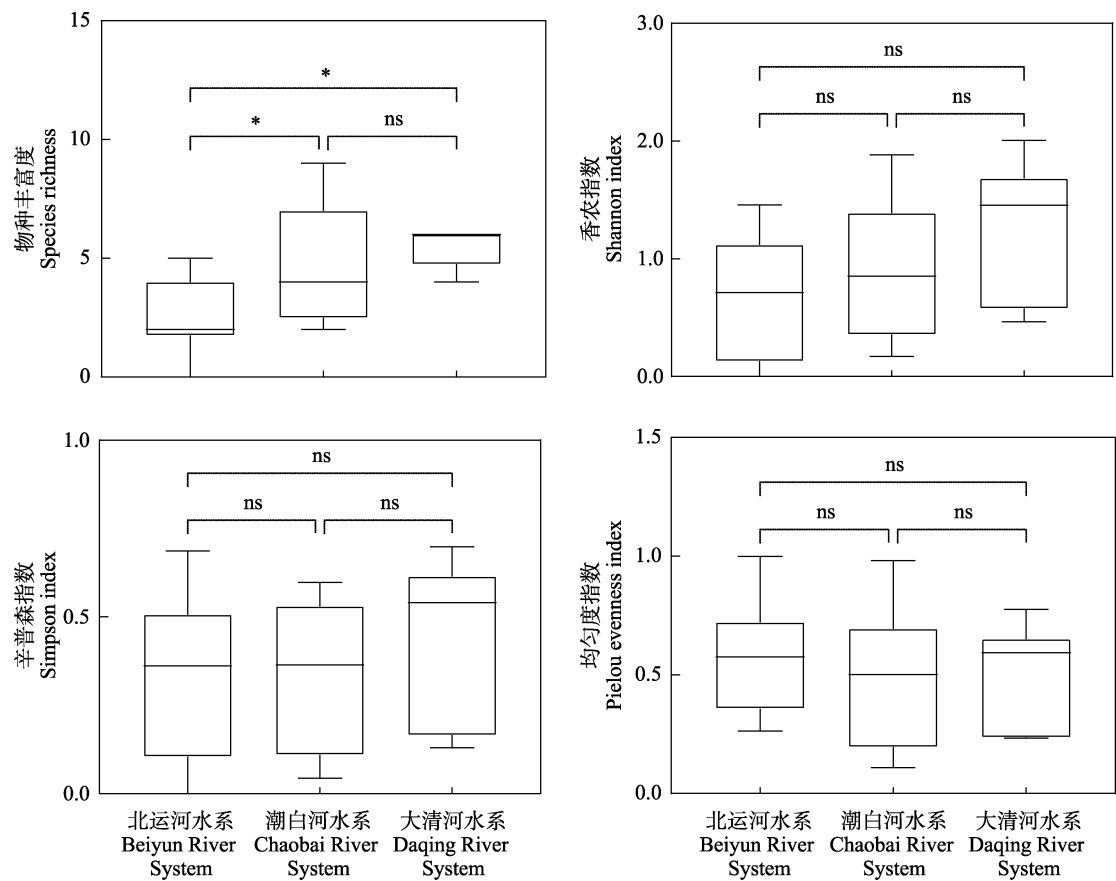 物种丰富度
Species richness
15
10
5
0
*
*
ns
香农指数
Shannon index
3.0
2.0
1.0
0.0
ns
ns
ns
辛普森指数
Simpson index
1.0
0.5
0.0
ns
ns
ns
北运河水系
Beiyun River
System
潮白河水系
Chaobai River
System
大清河水系
Daqing River
System
均匀度指数
Pielou evenness index
1.5
1.0
0.5
0.0
ns
ns
ns
北运河水系
Beiyun River
System
潮白河水系
Chaobai River
System
大清河水系
Daqing River
System